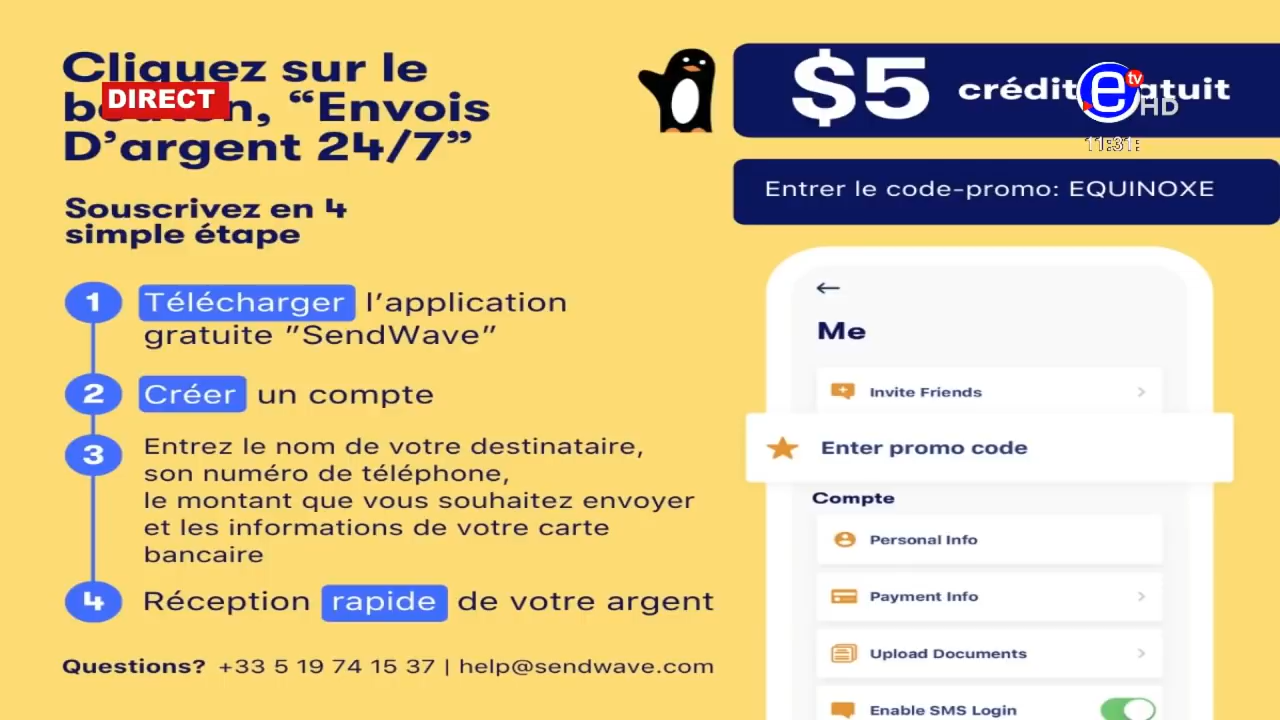 Cliquez sur le
DIRECT
bouton, “Envois
D’argent 24/7”
Souscrivez en 4
simple étape
1 Télécharger l’application
gratuite ”SendWave”
2 Créer un compte
3 Entrez le nom de votre destinataire,
son numéro de téléphone,
le montant que vous souhaitez envoyer
et les informations de votre carte
bancaire
4 Réception rapide de votre argent
Questions? +33 5 19 74 15 37 | help@sendwave.com
$5 crédit gratuit
e tv HD
Entrer le code-promo: EQUINOXE
Me
Invite Friends
Enter promo code
Compte
Personal Info
Payment Info
Upload Documents
Enable SMS Login